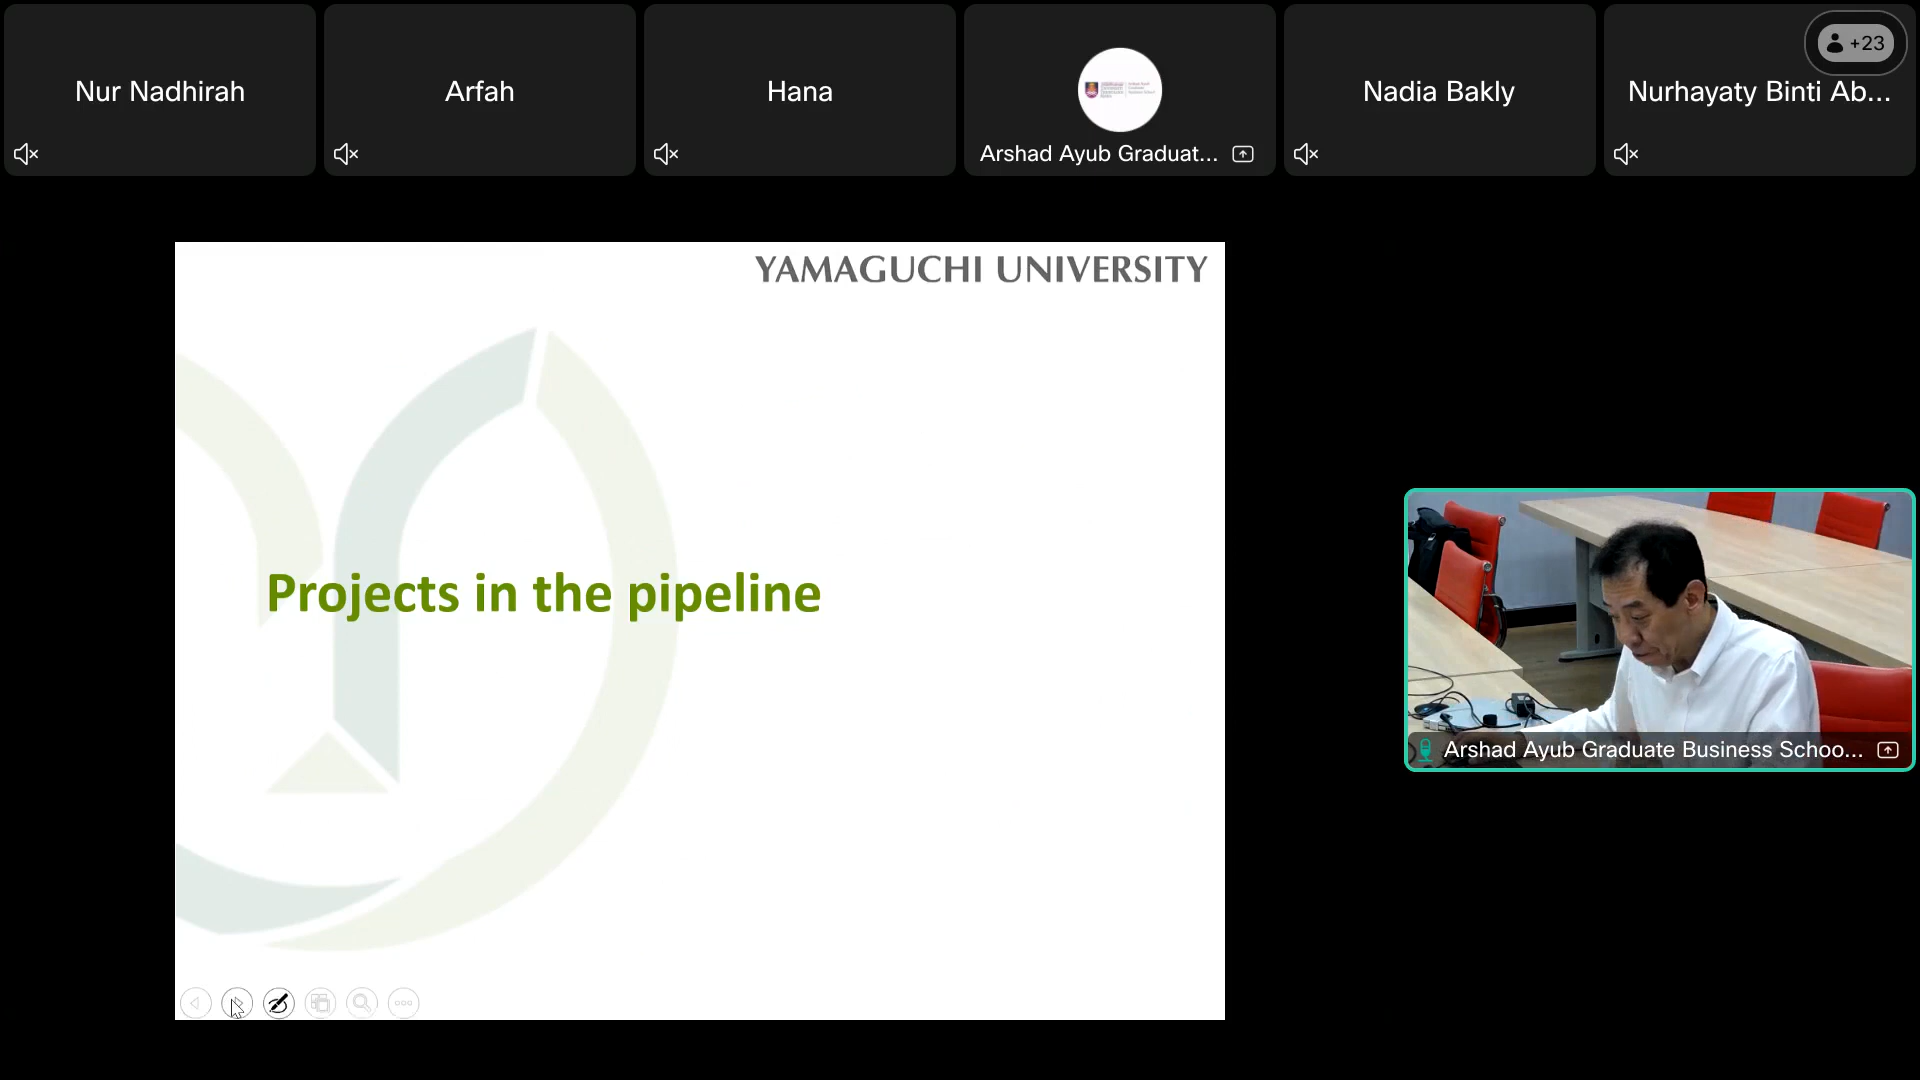 Nur Nadhirah
Arfah
Hana
Arshad Ayub Graduat...
Nadia Bakly
Nurhayaty Binti Ab...
+23
YAMAGUCHI UNIVERSITY
Projects in the pipeline
Arshad Ayub Graduate Business Schoo...